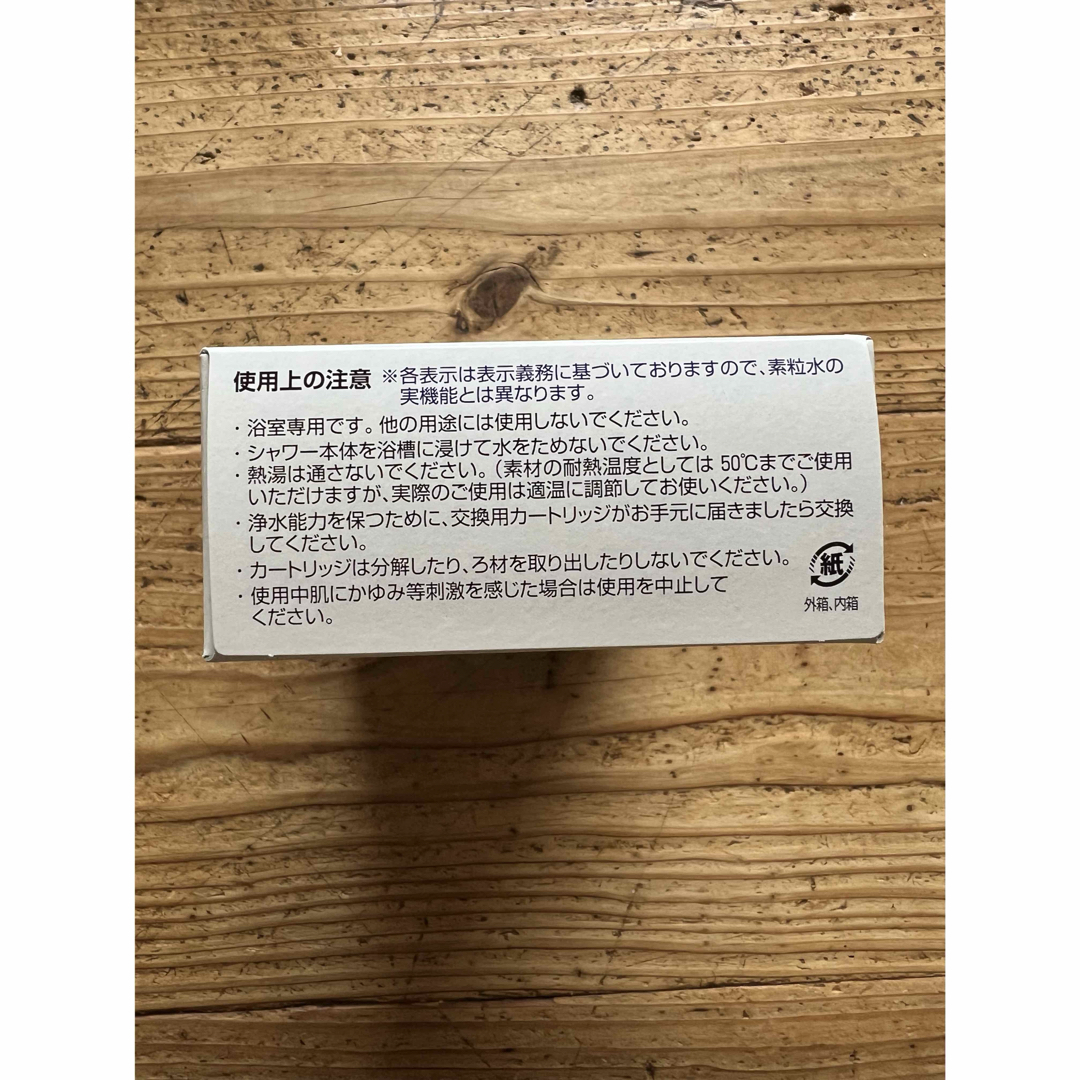 使用上の注意 ※各表示は表示義務に基づいておりますので、素粒水の
実機能とは異なります。
・浴室専用です。他の用途には使用しないでください。
・シャワー本体を浴槽に浸けて水をためないでください。
・熱湯は通さないでください。(素材の耐熱温度としては 50℃までご使用
いただけますが、実際のご使用は適温に調節してお使いください。)
・浄水能力を保つために、交換用カートリッジがお手元に届きましたら交換
してください。
・カートリッジは分解したり、ろ材を取り出したりしないでください。
・使用中肌にかゆみ等刺激を感じた場合は使用を中止して
ください。
紙
外箱、内箱